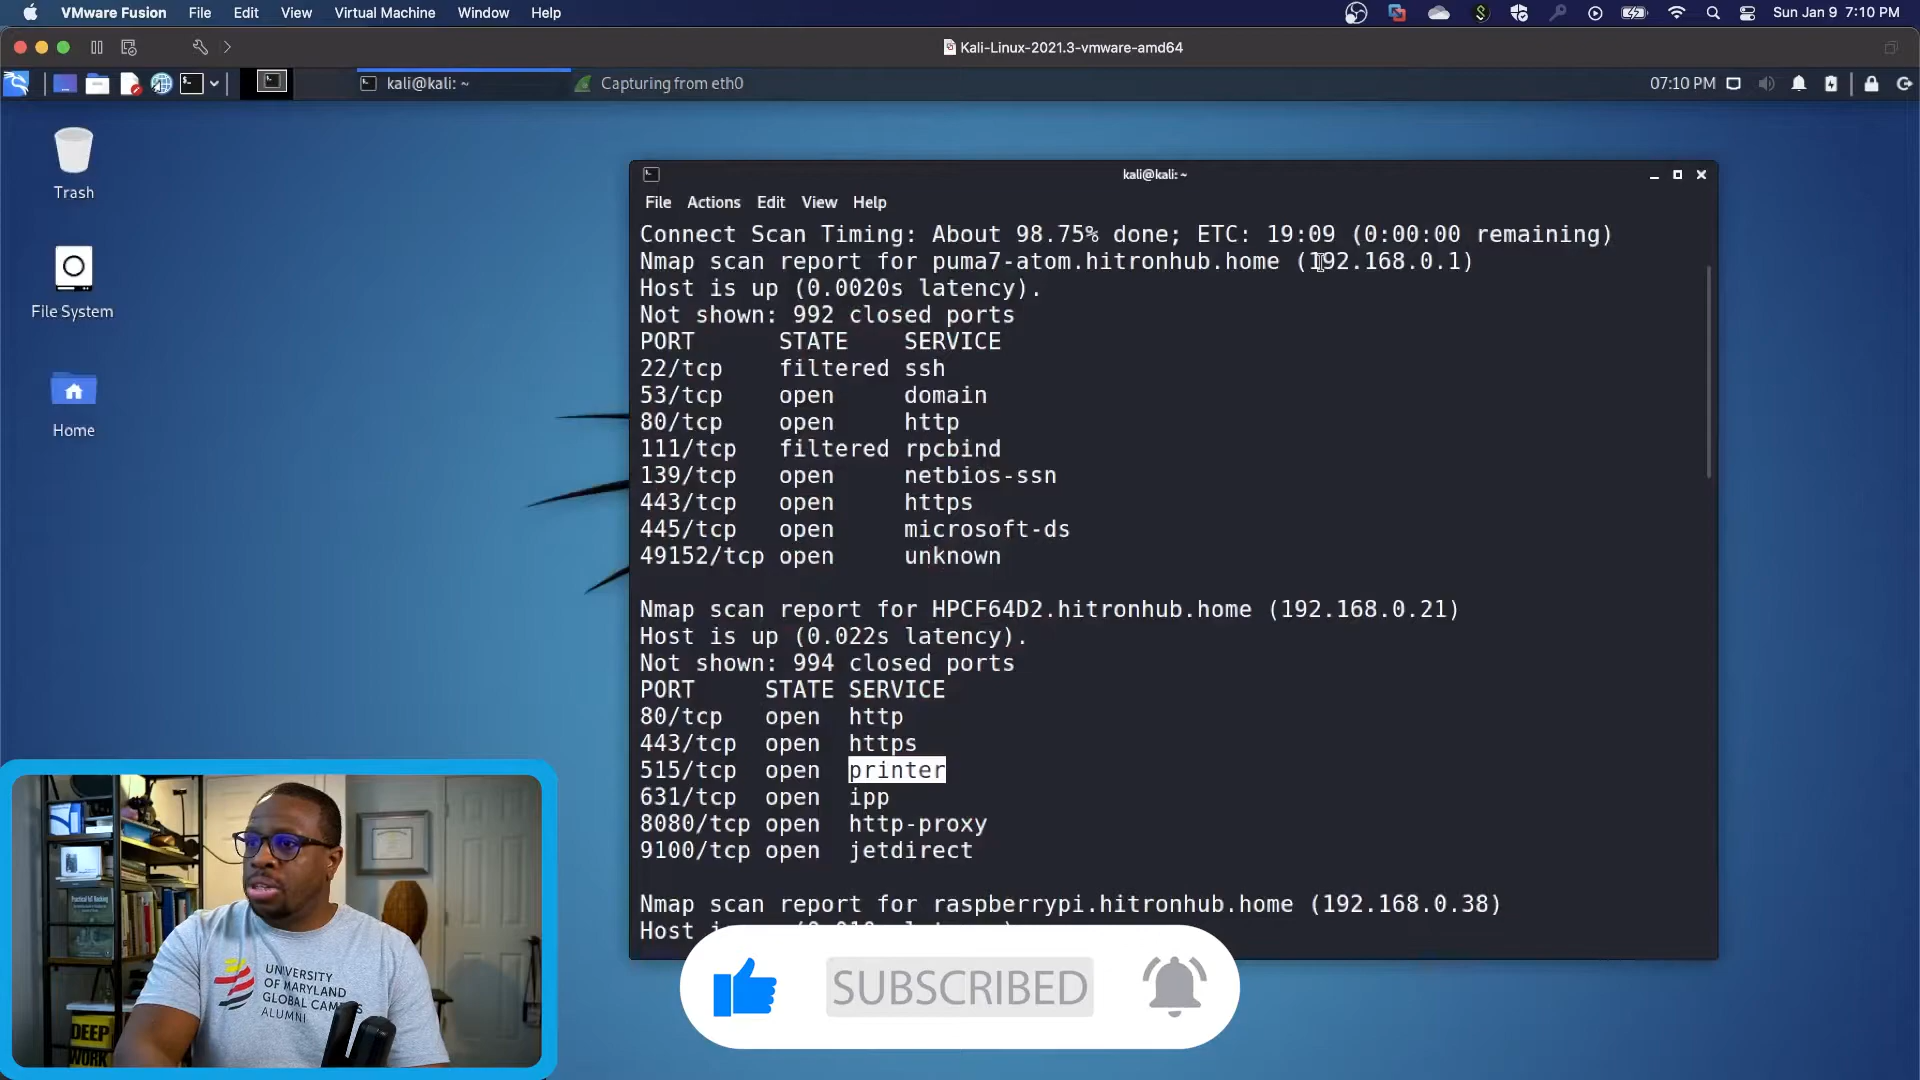 VMware Fusion File Edit View Virtual Machine Window Help Sun Jan 9 7:10 PM
Kali-Linux-2021.3-vmware-amd64
kali@kali: ~ Capturing from eth0 07:10 PM
Trash
File System
Home
kali@kali: ~
File Actions Edit View Help
Connect Scan Timing: About 98.75% done; ETC: 19:09 (0:00:00 remaining)
Nmap scan report for puma7-atom.hitronhub.home (192.168.0.1)
Host is up (0.0020s latency).
Not shown: 992 closed ports
PORT STATE SERVICE
22/tcp filtered ssh
53/tcp open domain
80/tcp open http
111/tcp filtered rpcbind
139/tcp open netbios-ssn
443/tcp open https
445/tcp open microsoft-ds
49152/tcp open unknown
Nmap scan report for HPCF64D2.hitronhub.home (192.168.0.21)
Host is up (0.022s latency).
Not shown: 994 closed ports
PORT STATE SERVICE
80/tcp open http
443/tcp open https
515/tcp open printer
631/tcp open ipp
8080/tcp open http-proxy
9100/tcp open jetdirect
Nmap scan report for raspberrypi.hitronhub.home (192.168.0.38)
Host
SUBSCRIBED
UNIVERSITY
OF MARYLAND
GLOBAL CAMPUS
ALUMNI
DEEP
WORK